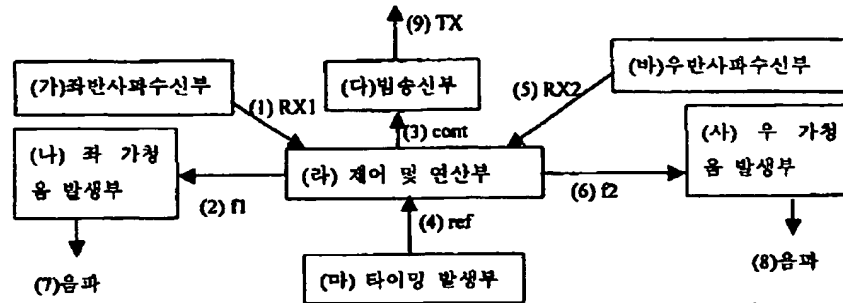 (9) TX
(가)좌반사파수신부
(다)빔송신부
(바)우반사파수신부
(1) RX1
(5) RX2
(3) cont
(나) 좌 가청
음 발생부
(라) 제어 및 연산부
(사) 우 가청
음 발생부
(2) f1
(6) f2
(4) ref
(7)음파
(마) 타이밍 발생부
(8)음파